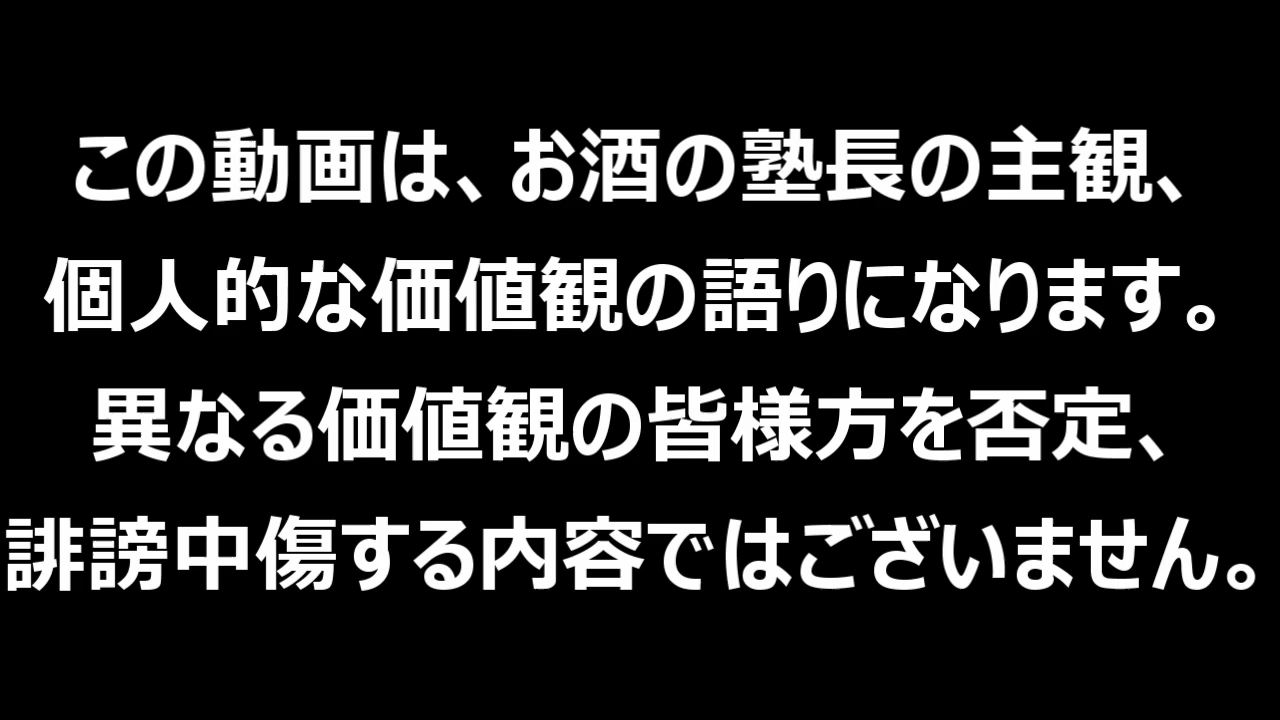 この動画は、お酒の塾長の主観、
個人的な価値観の語りになります。
異なる価値観の皆様方を否定、
誹謗中傷する内容ではございません。